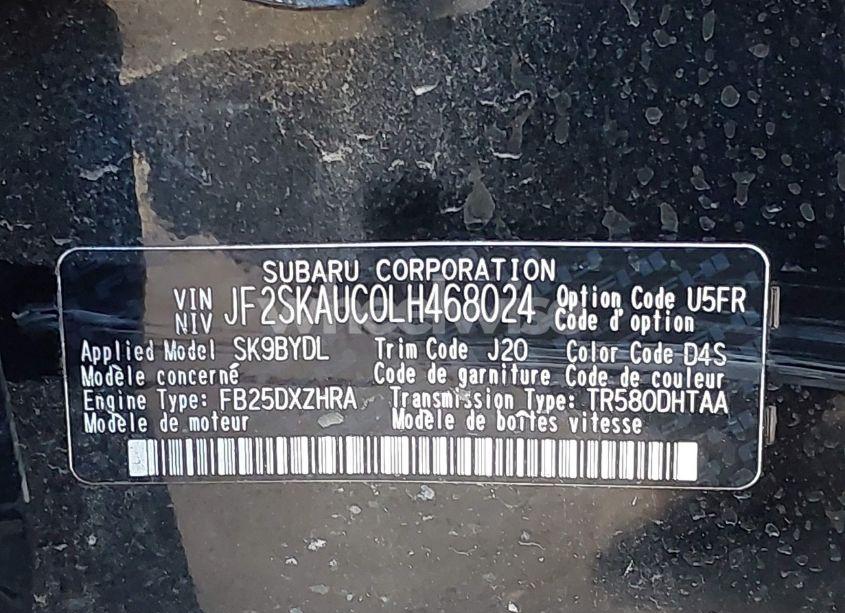 SUBARU CORPORATION
VIN NIV JF2SKAUC0LH468024 Option Code U5FR
Code d'option
Applied Model SK9BYDL Trim Code J20 Color Code D4S
Modèle concerné Code de garniture Code de couleur
Engine Type: FB25DXZHRA Transmission Type: TR580DHTAA
Modèle de moteur Modèle de boîtes vitesse